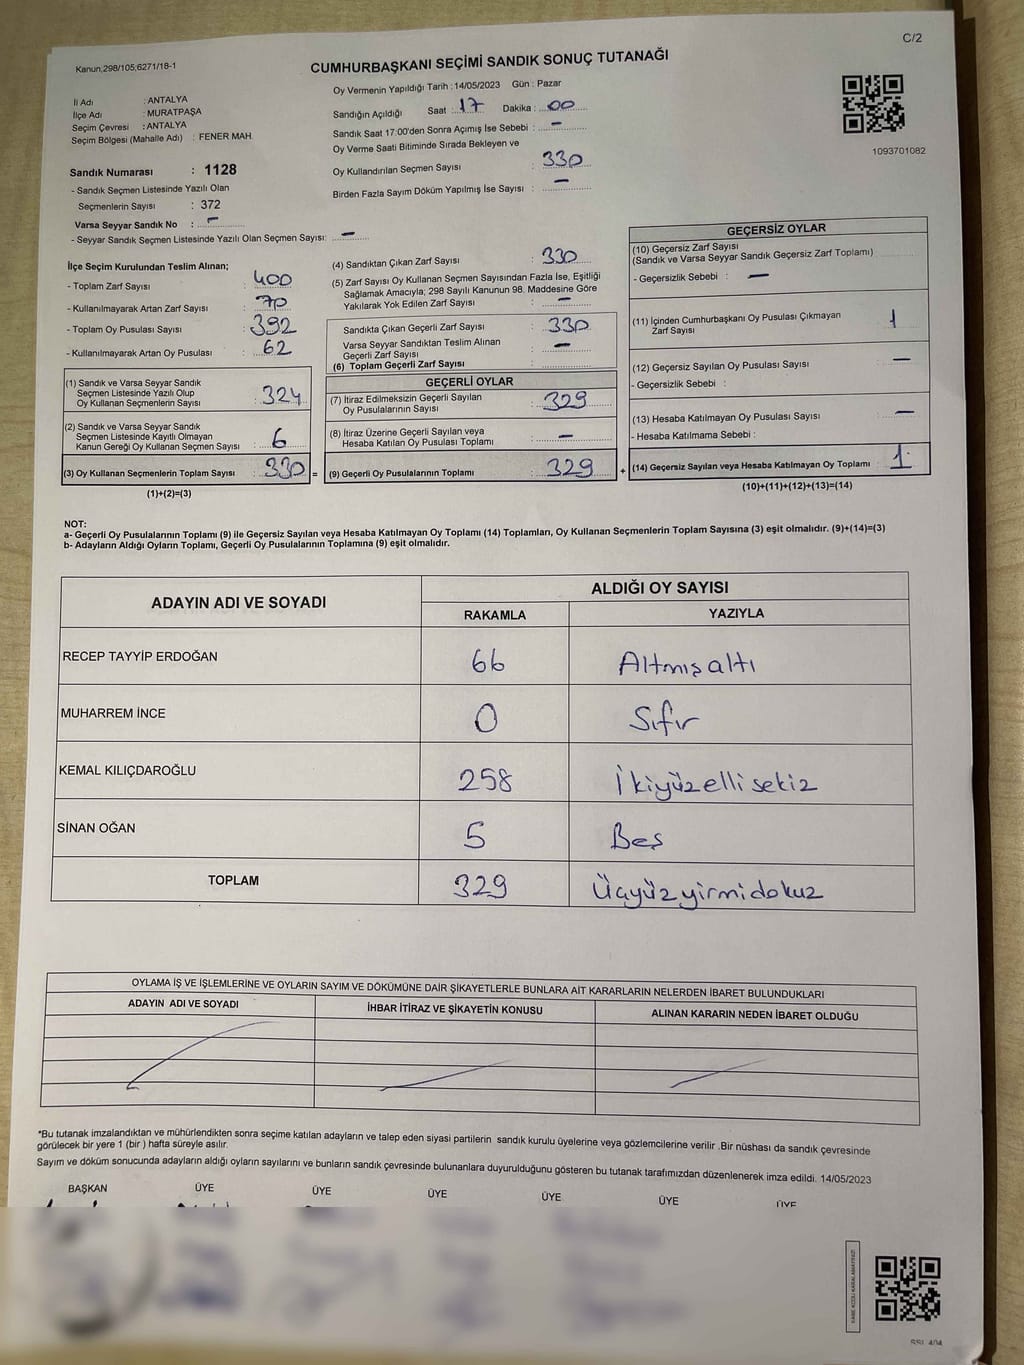 C/2
Kanun;298/105;6271/18-1
CUMHURBAŞKANI SEÇİMİ SANDIK SONUÇ TUTANAĞI
İl Adı : ANTALYA
İlçe Adı : MURATPAŞA
Seçim Çevresi : ANTALYA
Seçim Bölgesi (Mahalle Adı) : FENER MAH.
Sandık Numarası : 1128
- Sandık Seçmen Listesinde Yazılı Olan
Seçmenlerin Sayısı : 372
Varsa Seyyar Sandık No : –
- Seyyar Sandık Seçmen Listesinde Yazılı Olan Seçmen Sayısı: –
Oy Vermenin Yapıldığı Tarih : 14/05/2023 Gün : Pazar
Sandığın Açıldığı Saat : 17 Dakika : 00
Sandık Saat 17:00'den Sonra Açımış İse Sebebi : –
Oy Verme Saati Bitiminde Sırada Bekleyen ve
Oy Kullandırılan Seçmen Sayısı : 330
Birden Fazla Sayım Döküm Yapılmış İse Sayısı : –
1093701082
İlçe Seçim Kurulundan Teslim Alınan;
- Toplam Zarf Sayısı : 400
- Kullanılmayarak Artan Zarf Sayısı : 70
- Toplam Oy Pusulası Sayısı : 392
- Kullanılmayarak Artan Oy Pusulası : 62
(1) Sandık ve Varsa Seyyar Sandık
Seçmen Listesinde Yazılı Olup
Oy Kullanan Seçmenlerin Sayısı : 324
(2) Sandık ve Varsa Seyyar Sandık
Seçmen Listesinde Kayıtlı Olmayan
Kanun Gereği Oy Kullanan Seçmen Sayısı : 6
(3) Oy Kullanan Seçmenlerin Toplam Sayısı : 330 =
(1)+(2)=(3)
(4) Sandıktan Çıkan Zarf Sayısı : 330
(5) Zarf Sayısı Oy Kullanan Seçmen Sayısından Fazla İse, Eşitliği
Sağlamak Amacıyla; 298 Sayılı Kanunun 98. Maddesine Göre
Yakılarak Yok Edilen Zarf Sayısı : –
Sandıkta Çıkan Geçerli Zarf Sayısı : 330
Varsa Seyyar Sandıktan Teslim Alınan
Geçerli Zarf Sayısı : –
(6) Toplam Geçerli Zarf Sayısı :
GEÇERLİ OYLAR
(7) İtiraz Edilmeksizin Geçerli Sayılan
Oy Pusulalarının Sayısı : 329
(8) İtiraz Üzerine Geçerli Sayılan veya
Hesaba Katılan Oy Pusulası Toplamı : –
(9) Geçerli Oy Pusulalarının Toplamı : 329 +
GEÇERSİZ OYLAR
(10) Geçersiz Zarf Sayısı
(Sandık ve Varsa Seyyar Sandık Geçersiz Zarf Toplamı)
- Geçersizlik Sebebi : –
(11) İçinden Cumhurbaşkanı Oy Pusulası Çıkmayan
Zarf Sayısı 1
(12) Geçersiz Sayılan Oy Pusulası Sayısı –
- Geçersizlik Sebebi :
(13) Hesaba Katılmayan Oy Pusulası Sayısı –
- Hesaba Katılmama Sebebi :
(14) Geçersiz Sayılan veya Hesaba Katılmayan Oy Toplamı 1
(10)+(11)+(12)+(13)=(14)
NOT:
a- Geçerli Oy Pusulalarının Toplamı (9) ile Geçersiz Sayılan veya Hesaba Katılmayan Oy Toplamı (14) Toplamları, Oy Kullanan Seçmenlerin Toplam Sayısına (3) eşit olmalıdır. (9)+(14)=(3)
b- Adayların Aldığı Oyların Toplamı, Geçerli Oy Pusulalarının Toplamına (9) eşit olmalıdır.
ADAYIN ADI VE SOYADI ALDIĞI OY SAYISI
RAKAMLA YAZIYLA
RECEP TAYYİP ERDOĞAN 66 Altmışaltı
MUHARREM İNCE 0 Sıfır
KEMAL KILIÇDAROĞLU 258 İkiyüzellisekiz
SİNAN OĞAN 5 Beş
TOPLAM 329 Üçyüzyirmidokuz
OYLAMA İŞ VE İŞLEMLERİNE VE OYLARIN SAYIM VE DÖKÜMÜNE DAİR ŞİKAYETLERLE BUNLARA AİT KARARLARIN NELERDEN İBARET BULUNDUKLARI
ADAYIN ADI VE SOYADI İHBAR İTİRAZ VE ŞİKAYETİN KONUSU ALINAN KARARIN NEDEN İBARET OLDUĞU
*Bu tutanak imzalandıktan ve mühürlendikten sonra seçime katılan adayların ve talep eden siyasi partilerin sandık kurulu üyelerine veya gözlemcilerine verilir .Bir nüshası da sandık çevresinde
görülecek bir yere 1 (bir ) hafta süreyle asılır.
Sayım ve döküm sonucunda adayların aldığı oyların sayılarını ve bunların sandık çevresinde bulunanlara duyurulduğunu gösteren bu tutanak tarafımızdan düzenlenerek imza edildi. 14/05/2023
BAŞKAN ÜYE ÜYE ÜYE ÜYE ÜYE ÜYE